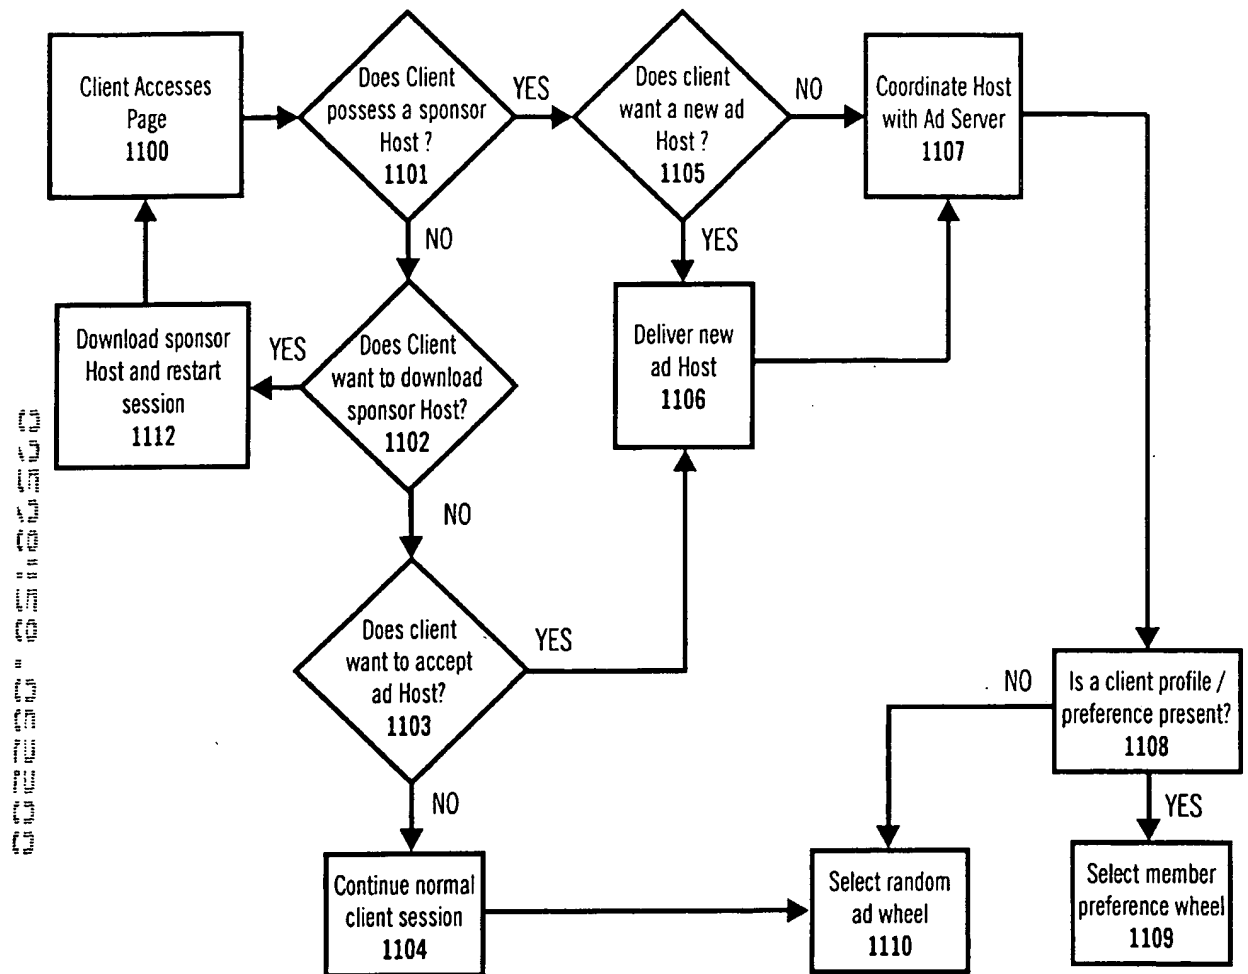 Client Accesses
Page
1100
Does Client
possess a sponsor
Host ?
1101
YES
Does client
want a new ad
Host ?
1105
NO
Coordinate Host
with Ad Server
1107
NO
YES
Download sponsor
Host and restart
session
1112
YES
Does Client
want to download
sponsor Host?
1102
Deliver new
ad Host
1106
NO
Does client
want to accept
ad Host?
1103
YES
NO
Is a client profile /
preference present?
1108
NO
YES
Continue normal
client session
1104
Select random
ad wheel
1110
Select member
preference wheel
1109